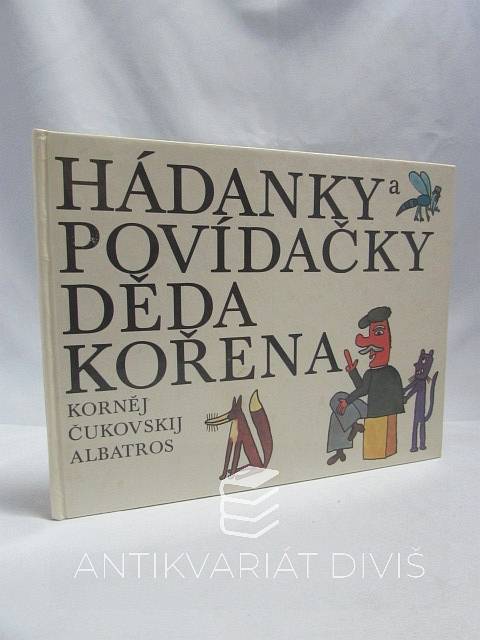 HÁDANKY a
POVÍDAČKY
DĚDA
KOŘENA
KORNĚJ
ČUKOVSKIJ
ALBATROS
ANTIKVARIÁT DIVIŠ